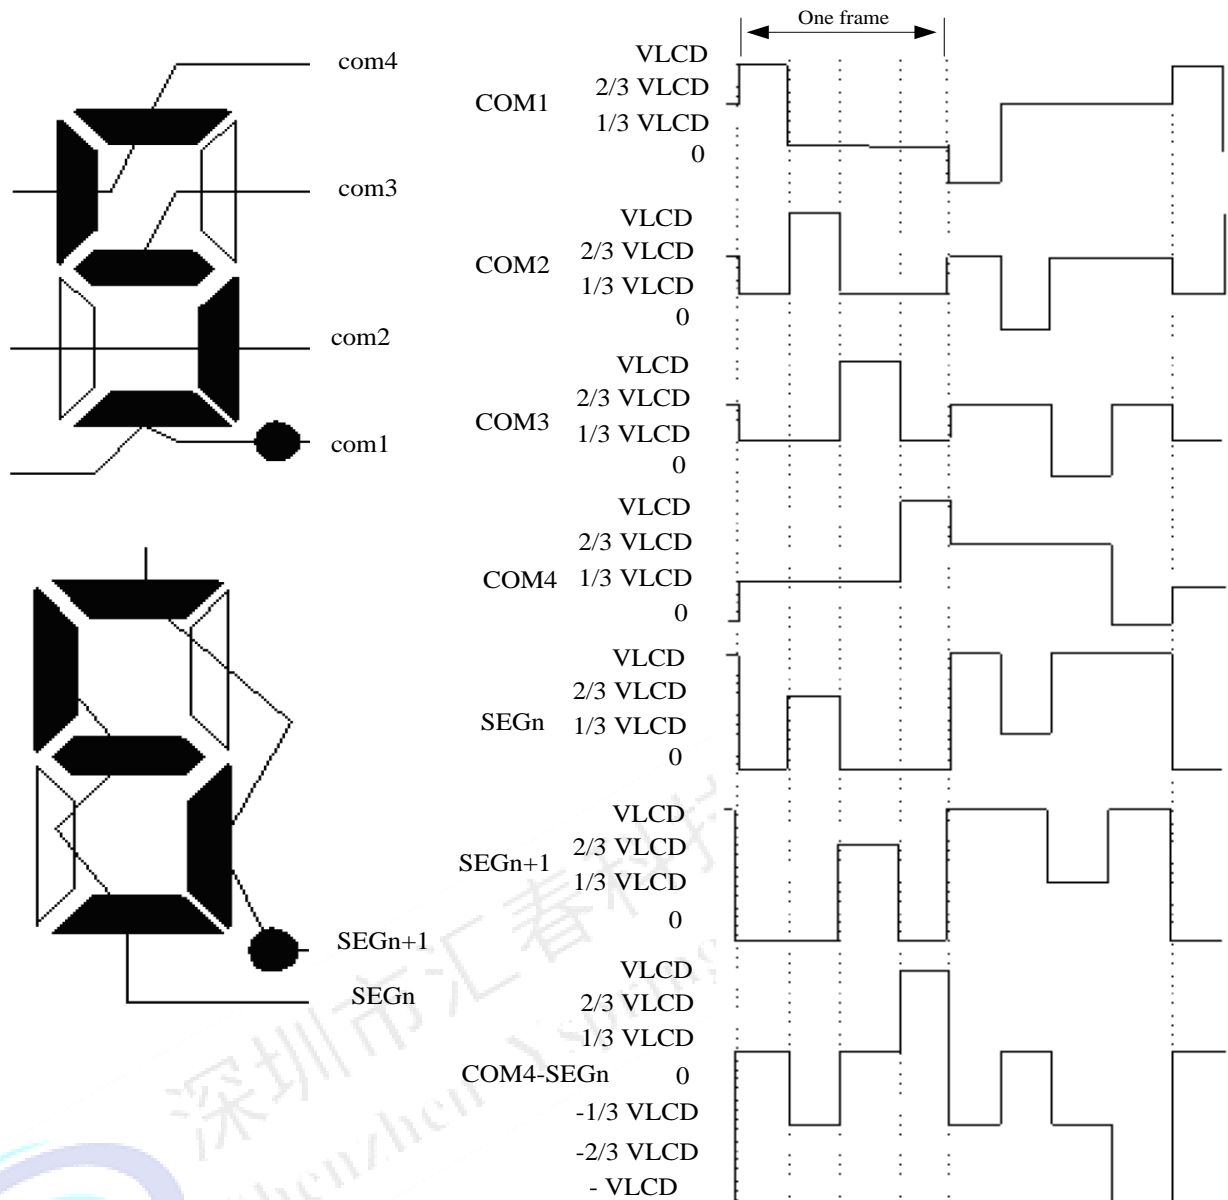 One frame
com4
com3
com2
com1
SEGn+1
SEGn
COM1
VLCD
2/3 VLCD
1/3 VLCD
0
COM2
VLCD
2/3 VLCD
1/3 VLCD
0
COM3
VLCD
2/3 VLCD
1/3 VLCD
0
COM4
VLCD
2/3 VLCD
1/3 VLCD
0
SEGn
VLCD
2/3 VLCD
1/3 VLCD
0
SEGn+1
VLCD
2/3 VLCD
1/3 VLCD
0
COM4-SEGn
VLCD
2/3 VLCD
1/3 VLCD
0
-1/3 VLCD
-2/3 VLCD
- VLCD
深圳市汇春科技
Shenzhen Yspring